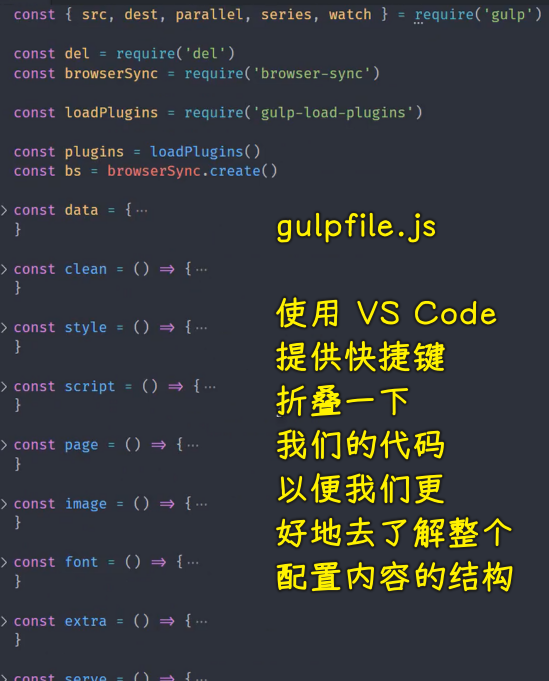 const { src, dest, parallel, series, watch } = require('gulp')
const del = require('del')
const browserSync = require('browser-sync')
const loadPlugins = require('gulp-load-plugins')
const plugins = loadPlugins()
const bs = browserSync.create()
const data = {···
}
gulpfile.js
const clean = () => {···
}
const style = () => {···
}
const script = () => {···
}
const page = () => {···
}
const image = () => {···
}
const font = () => {···
}
const extra = () => {···
}
const serve = () => {···
使用 VS Code
提供快捷键
折叠一下
我们的代码
以便我们更
好地去了解整个
配置内容的结构